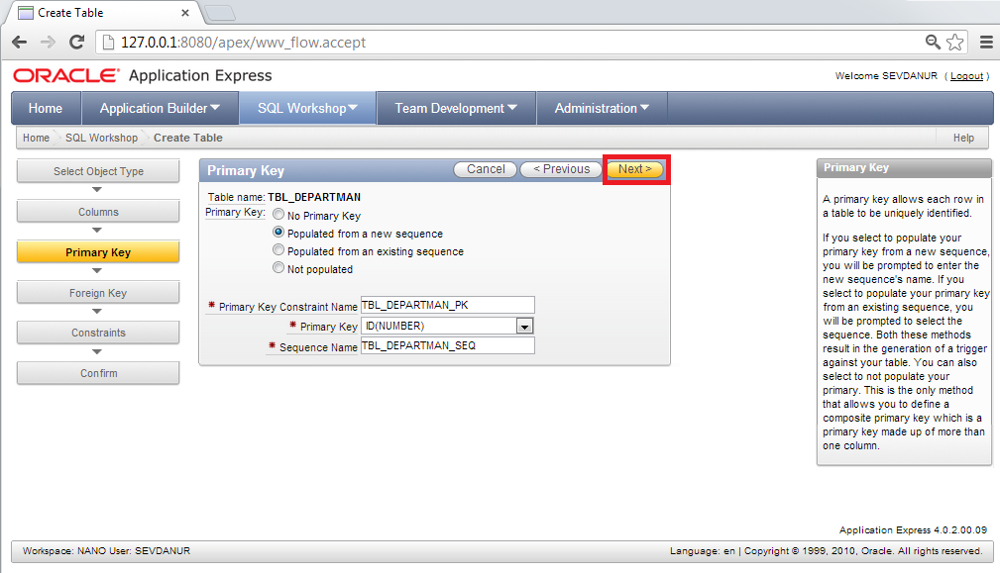 Create Table
127.0.0.1:8080/apex/wwv_flow.accept
ORACLE Application Express
Welcome SEVDANUR ( Logout )
Home Application Builder SQL Workshop Team Development Administration
Home SQL Workshop Create Table Help
Select Object Type
Columns
Primary Key
Foreign Key
Constraints
Confirm
Primary Key Cancel < Previous Next >
Table name: TBL_DEPARTMAN
Primary Key: No Primary Key
Populated from a new sequence
Populated from an existing sequence
Not populated
* Primary Key Constraint Name TBL_DEPARTMAN_PK
* Primary Key ID(NUMBER)
* Sequence Name TBL_DEPARTMAN_SEQ
Primary Key
A primary key allows each row in
a table to be uniquely identified.
If you select to populate your
primary key from a new sequence,
you will be prompted to enter the
new sequence's name. If you
select to populate your primary key
from an existing sequence, you
will be prompted to select the
sequence. Both these methods
result in the generation of a trigger
against your table. You can also
select to not populate your
primary. This is the only method
that allows you to define a
composite primary key which is a
primary key made up of more than
one column.
Application Express 4.0.2.00.09
Workspace: NANO User: SEVDANUR
Language: en | Copyright © 1999, 2010, Oracle. All rights reserved.